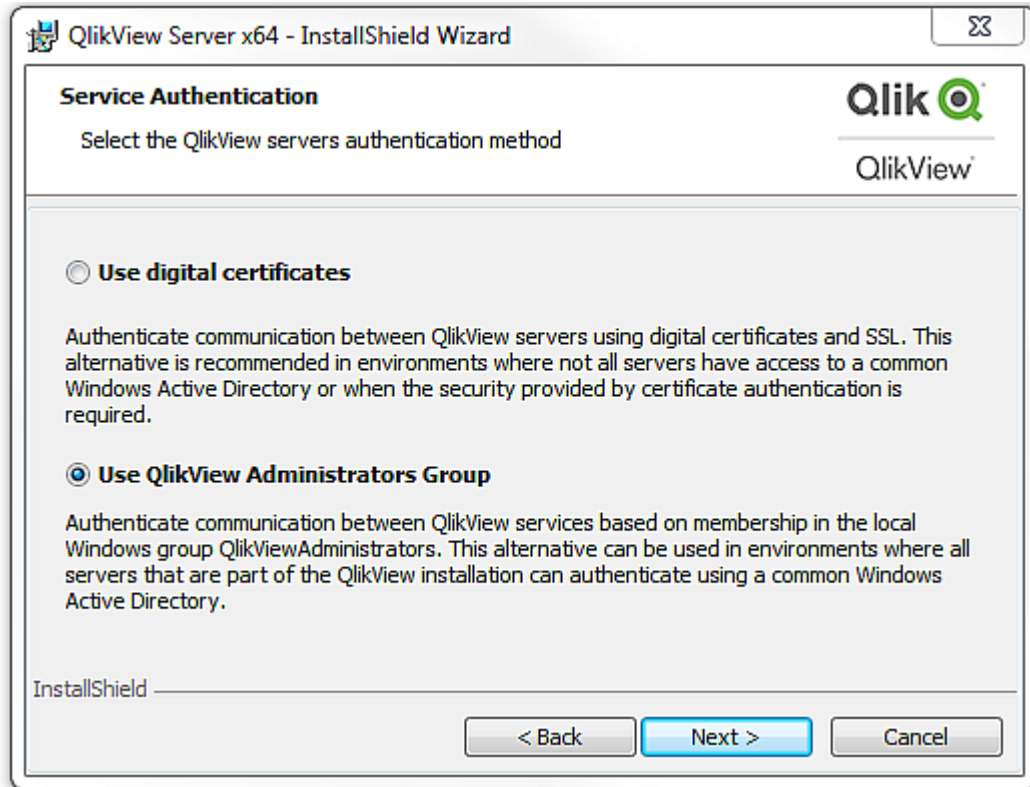 QlikView Server x64 - InstallShield Wizard
Service Authentication
Select the QlikView servers authentication method
Qlik
QlikView
Use digital certificates
Authenticate communication between QlikView servers using digital certificates and SSL. This
alternative is recommended in environments where not all servers have access to a common
Windows Active Directory or when the security provided by certificate authentication is
required.
Use QlikView Administrators Group
Authenticate communication between QlikView services based on membership in the local
Windows group QlikViewAdministrators. This alternative can be used in environments where all
servers that are part of the QlikView installation can authenticate using a common Windows
Active Directory.
InstallShield
< Back
Next >
Cancel